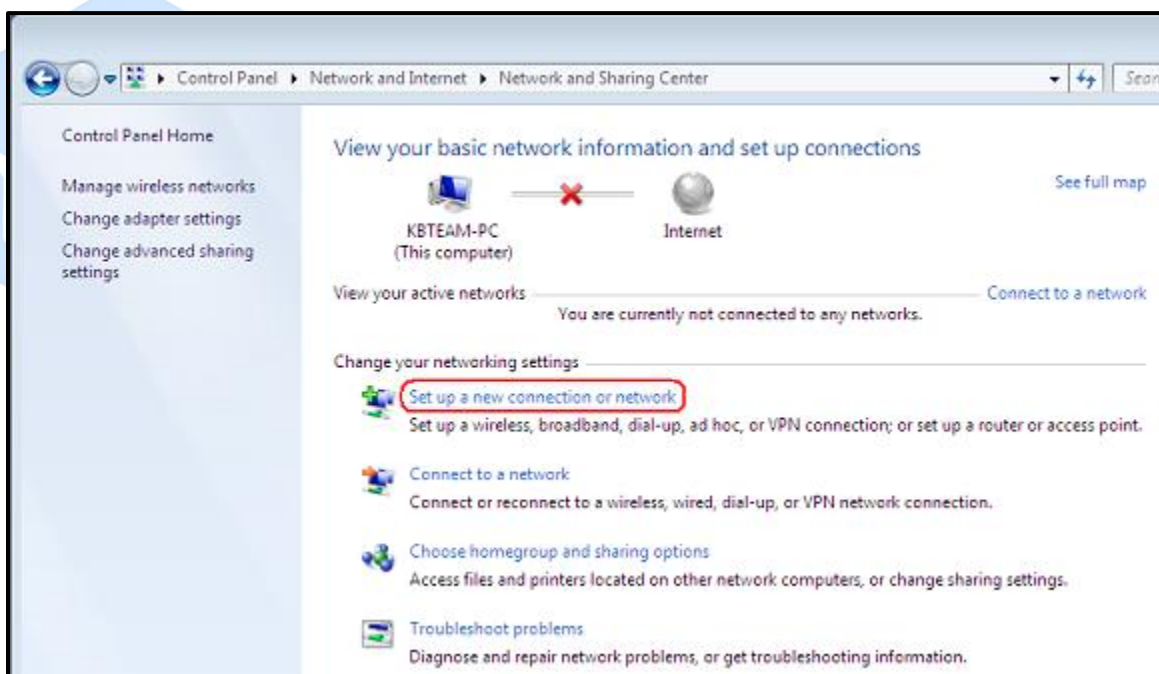 Control Panel ▸ Network and Internet ▸ Network and Sharing Center
Control Panel Home
Manage wireless networks
Change adapter settings
Change advanced sharing
settings
View your basic network information and set up connections
See full map
KBTEAM-PC
(This computer)
Internet
View your active networks
Connect to a network
You are currently not connected to any networks.
Change your networking settings
Set up a new connection or network
Set up a wireless, broadband, dial-up, ad hoc, or VPN connection; or set up a router or access point.
Connect to a network
Connect or reconnect to a wireless, wired, dial-up, or VPN network connection.
Choose homegroup and sharing options
Access files and printers located on other network computers, or change sharing settings.
Troubleshoot problems
Diagnose and repair network problems, or get troubleshooting information.